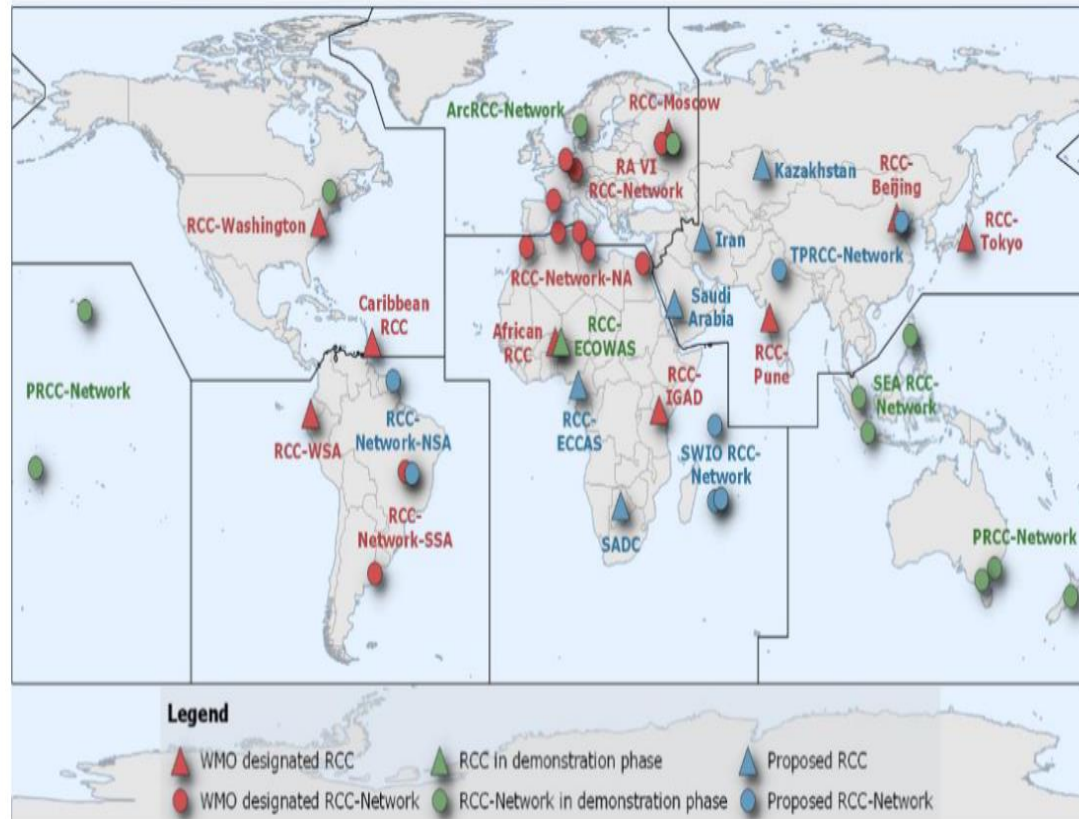 ArcRCC-Network
RCC-Moscow
RA VI
RCC-Network
Kazakhstan
RCC-
Beijing
RCC-Washington
RCC-
Tokyo
Iran
TPRCC-Network
RCC-Network-NA
Saudi
Arabia
Caribbean
RCC
African
RCC
RCC-
ECOWAS
RCC-
Pune
RCC-
IGAD
PRCC-Network
SEA RCC-
Network
RCC-WSA
RCC-
Network-NSA
RCC-
ECCAS
SWIO RCC-
Network
RCC-
Network-SSA
SADC
PRCC-Network
Legend
WMO designated RCC
RCC in demonstration phase
Proposed RCC
WMO designated RCC-Network
RCC-Network in demonstration phase
Proposed RCC-Network